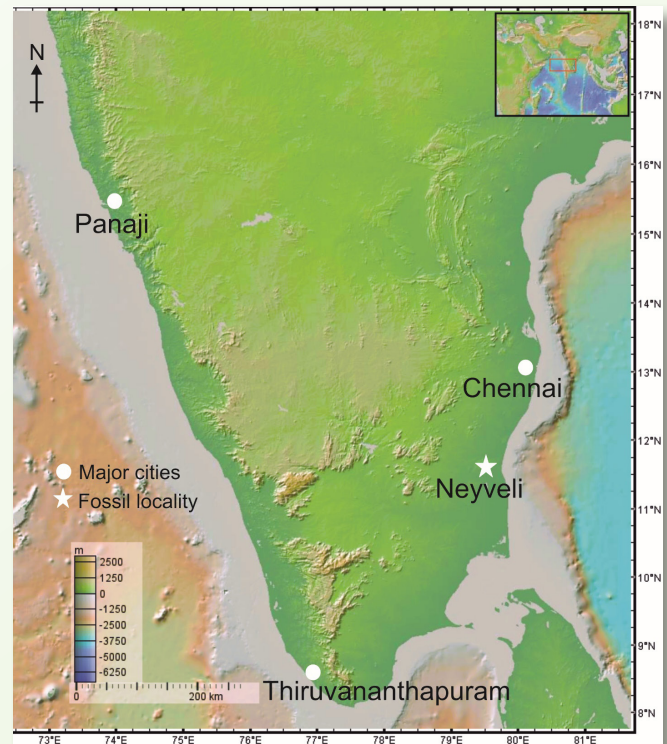 18°N
N
17°N
16°N
Panaji
15°N
14°N
13°N
Chennai
12°N
Major cities
Neyveli
Fossil locality
11°N
m
2500
1250
10°N
0
-1250
-2500
-3750
9°N
-5000
-6250
Thiruvananthapuram
0 200 km
8°N
73°E 74°E 75°E 76°E 77°E 78°E 79°E 80°E 81°E